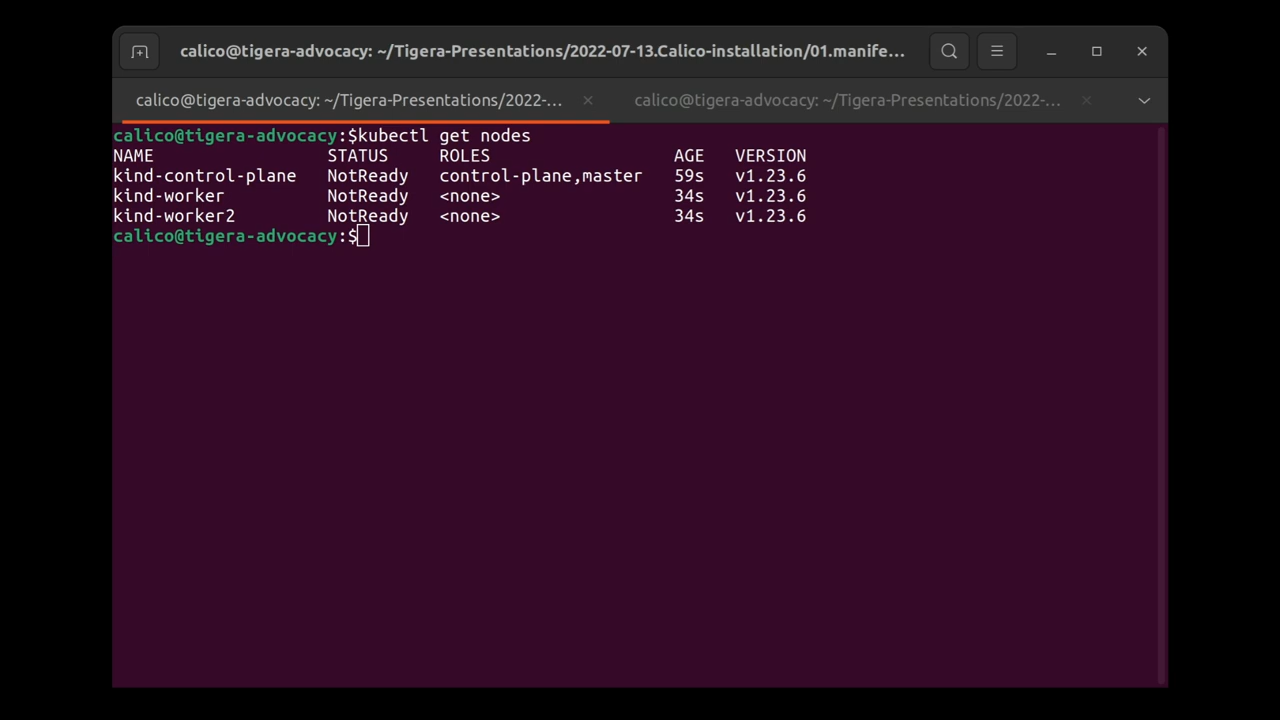 calico@tigera-advocacy: ~/Tigera-Presentations/2022-07-13.Calico-installation/01.manife…
calico@tigera-advocacy: ~/Tigera-Presentations/2022-… calico@tigera-advocacy: ~/Tigera-Presentations/2022-…
calico@tigera-advocacy:$kubectl get nodes
NAME STATUS ROLES AGE VERSION
kind-control-plane NotReady control-plane,master 59s v1.23.6
kind-worker NotReady <none> 34s v1.23.6
kind-worker2 NotReady <none> 34s v1.23.6
calico@tigera-advocacy:$